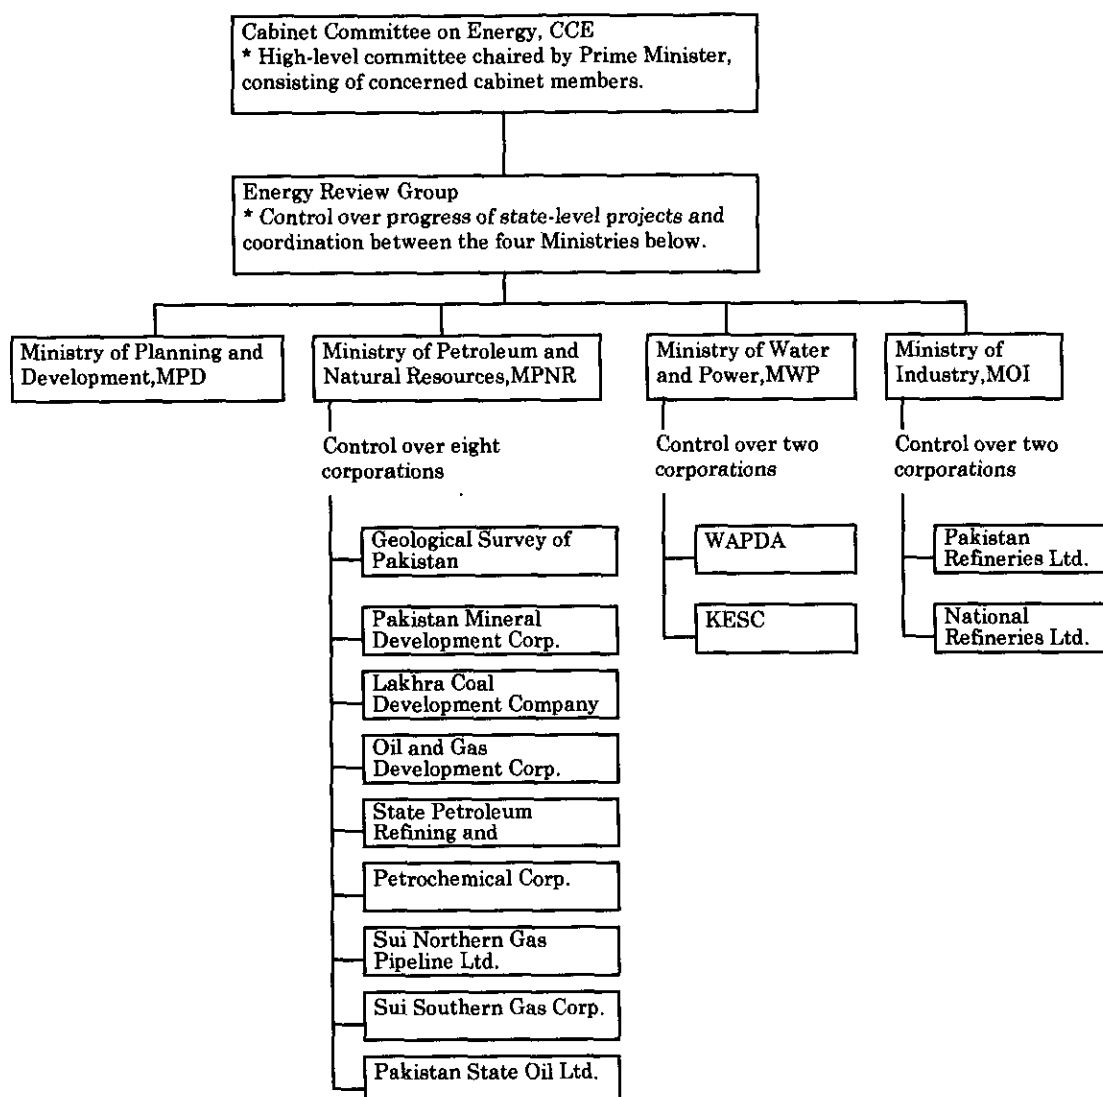 Cabinet Committee on Energy, CCE
* High-level committee chaired by Prime Minister,
consisting of concerned cabinet members.
Energy Review Group
* Control over progress of state-level projects and
coordination between the four Ministries below.
Ministry of Planning and
Development,MPD
Ministry of Petroleum and
Natural Resources,MPNR
Ministry of Water
and Power,MWP
Ministry of
Industry,MOI
Control over eight
corporations
Control over two
corporations
Control over two
corporations
Geological Survey of
Pakistan
Pakistan Mineral
Development Corp.
Lakhra Coal
Development Company
Oil and Gas
Development Corp.
State Petroleum
Refining and
Petrochemical Corp.
Sui Northern Gas
Pipeline Ltd.
Sui Southern Gas Corp.
Pakistan State Oil Ltd.
WAPDA
KESC
Pakistan
Refineries Ltd.
National
Refineries Ltd.